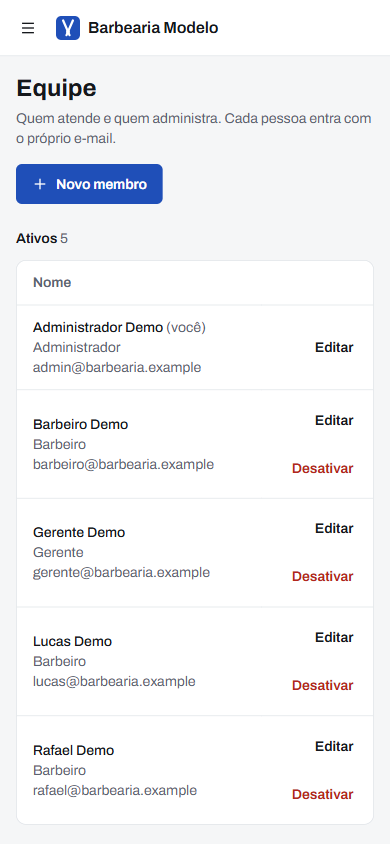 Barbearia Modelo
Equipe
Quem atende e quem administra. Cada pessoa entra com
o próprio e-mail.
Novo membro
Ativos 5
Nome
Administrador Demo (você)
Administrador
admin@barbearia.example
Editar
Barbeiro Demo
Barbeiro
barbeiro@barbearia.example
Editar
Desativar
Gerente Demo
Gerente
gerente@barbearia.example
Editar
Desativar
Lucas Demo
Barbeiro
lucas@barbearia.example
Editar
Desativar
Rafael Demo
Barbeiro
rafael@barbearia.example
Editar
Desativar